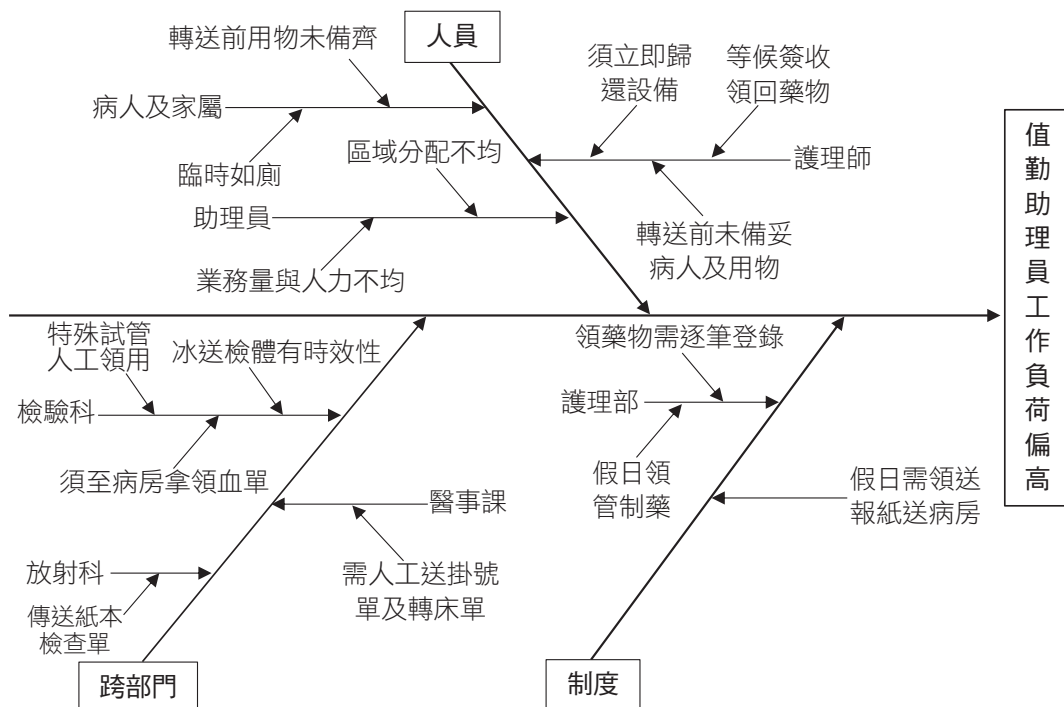 轉送前用物未備齊
人員
須立即歸
還設備
等候簽收
領回藥物
病人及家屬
臨時如廁
區域分配不均
護理師
助理員
轉送前未備妥
病人及用物
業務量與人力不均
值勤助理員工作負荷偏高
特殊試管
人工領用
冰送檢體有時效性
領藥物需逐筆登錄
檢驗科
護理部
須至病房拿領血單
假日領
管制藥
醫事課
假日需領送
報紙送病房
放射科
需人工送掛號
單及轉床單
傳送紙本
檢查單
跨部門
制度